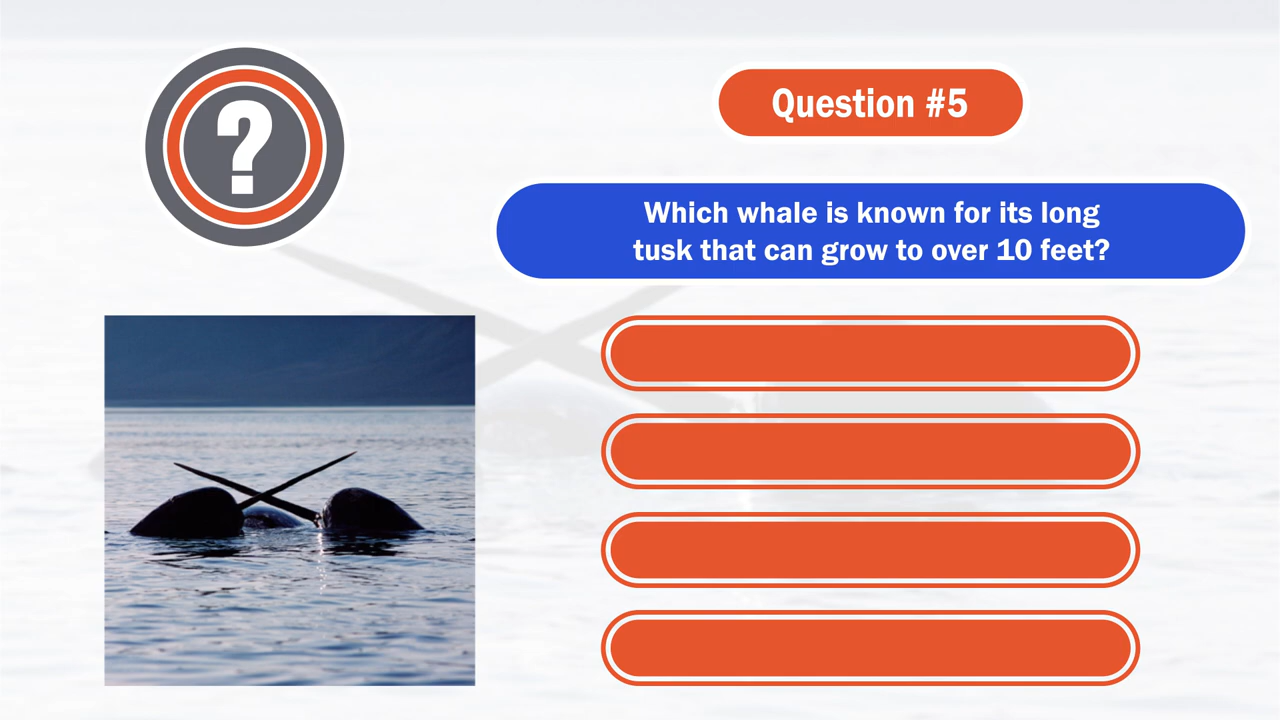 ?
Question #5
Which whale is known for its long
tusk that can grow to over 10 feet?